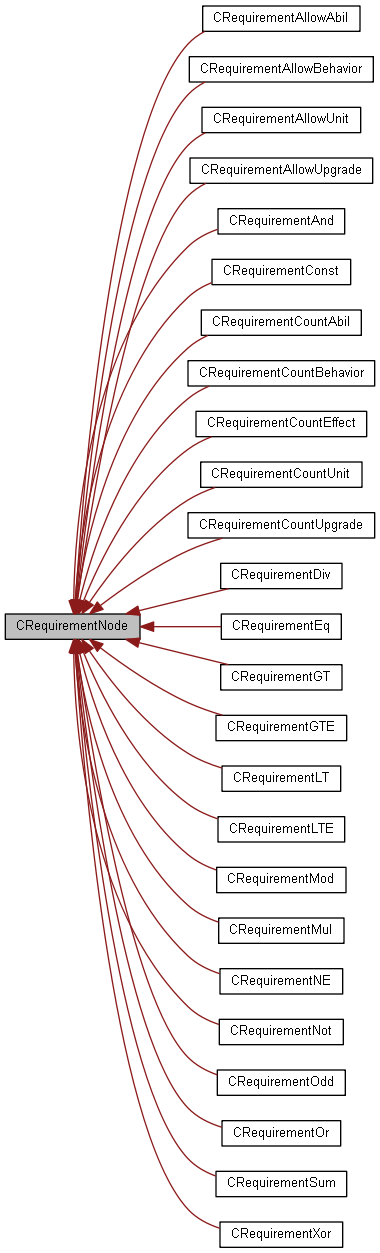 CRequirementAllowAbil
CRequirementAllowBehavior
CRequirementAllowUnit
CRequirementAllowUpgrade
CRequirementAnd
CRequirementConst
CRequirementCountAbil
CRequirementCountBehavior
CRequirementCountEffect
CRequirementCountUnit
CRequirementCountUpgrade
CRequirementDiv
CRequirementNode
CRequirementEq
CRequirementGT
CRequirementGTE
CRequirementLT
CRequirementLTE
CRequirementMod
CRequirementMul
CRequirementNE
CRequirementNot
CRequirementOdd
CRequirementOr
CRequirementSum
CRequirementXor